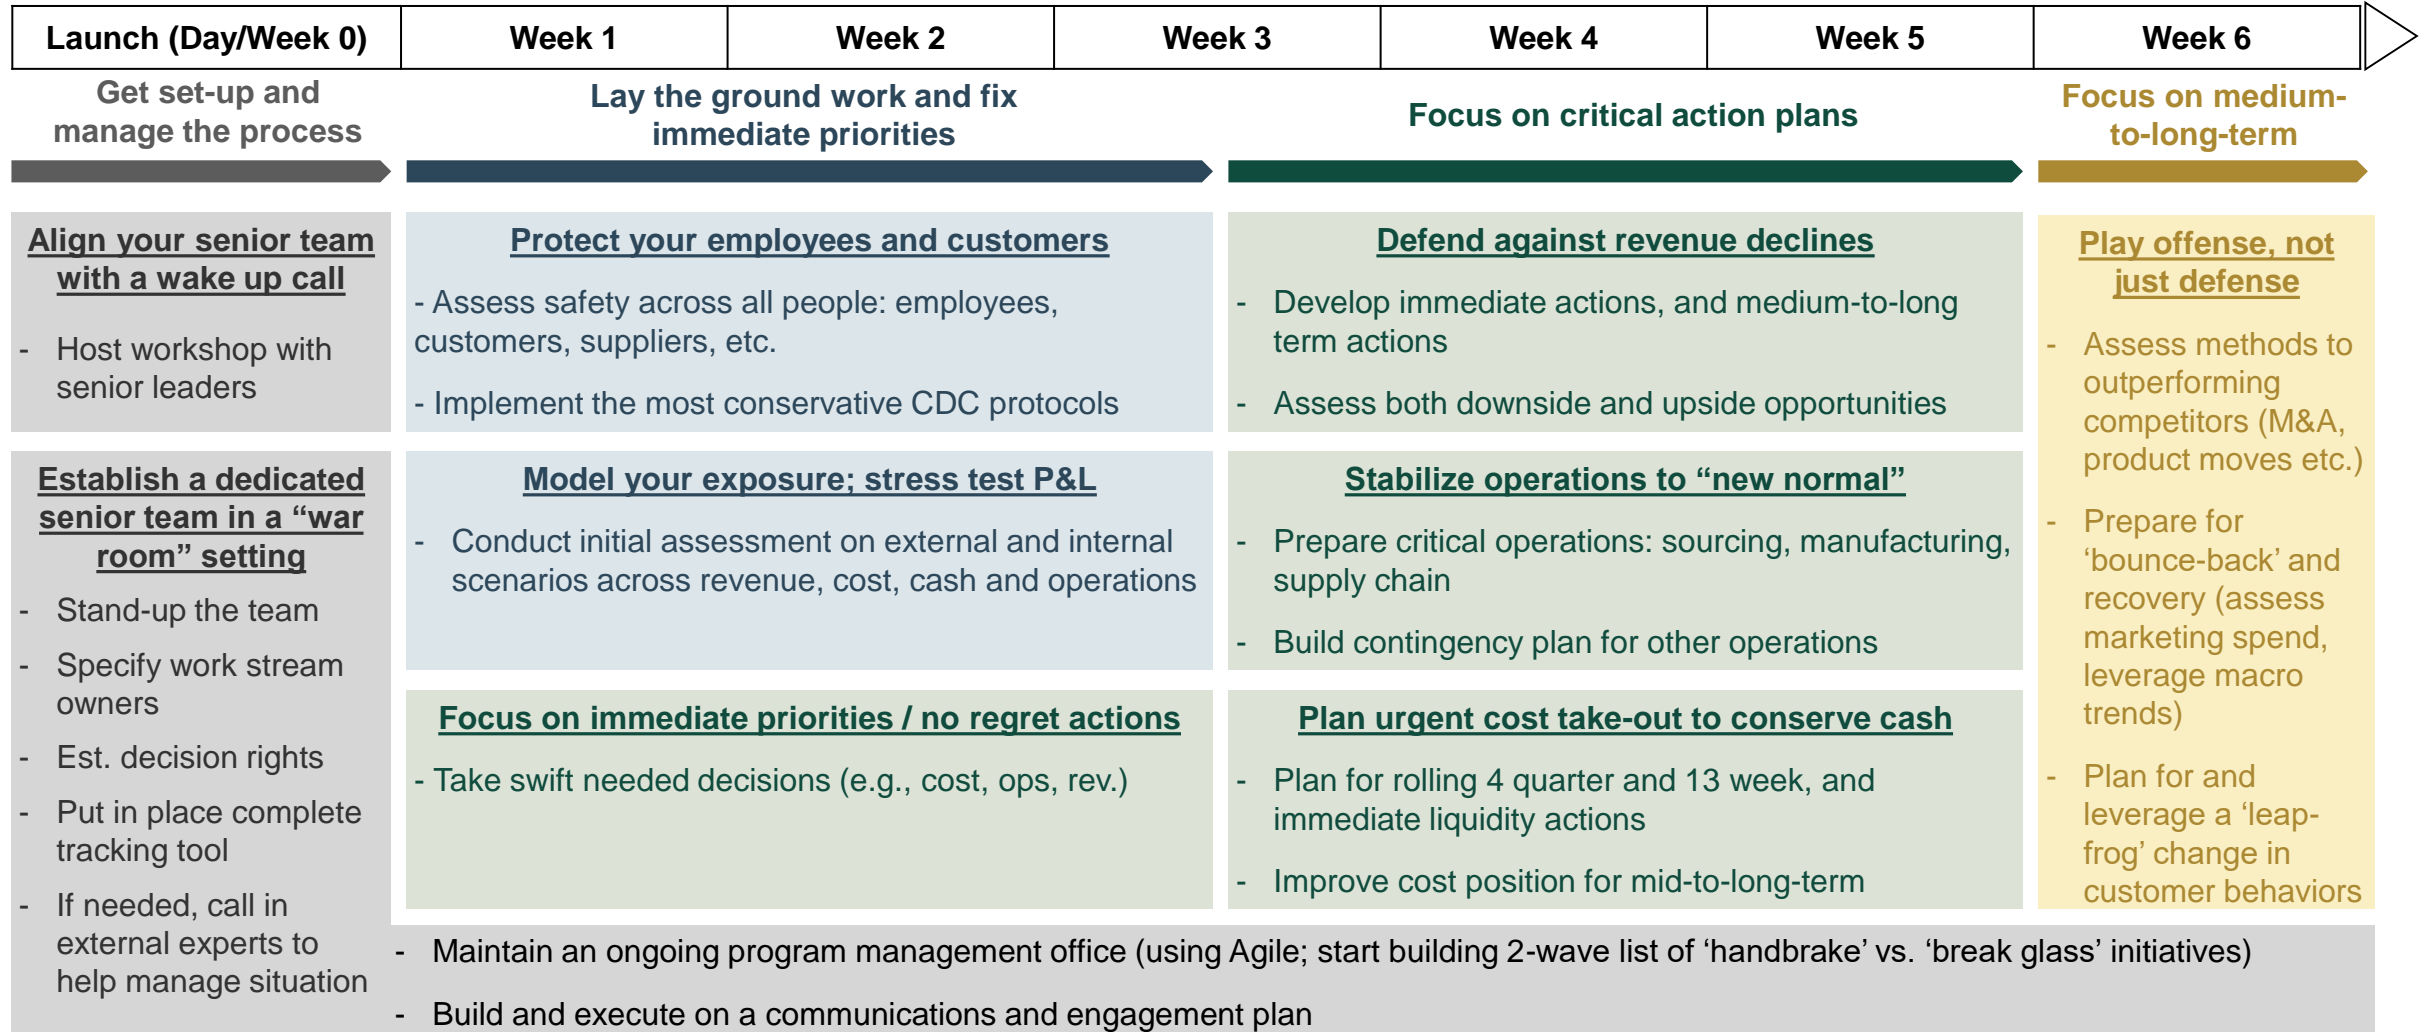 Launch (Day/Week 0)
Week 1
Week 2
Week 3
Week 4
Week 5
Week 6
Get set-up and
manage the process
Lay the ground work and fix
immediate priorities
Focus on critical action plans
Focus on medium-
to-long-term
Align your senior team
with a wake up call
- Host workshop with
senior leaders
Establish a dedicated
senior team in a “war
room” setting
- Stand-up the team
- Specify work stream
owners
- Est. decision rights
- Put in place complete
tracking tool
- If needed, call in
external experts to
help manage situation
Protect your employees and customers
- Assess safety across all people: employees,
customers, suppliers, etc.
- Implement the most conservative CDC protocols
Model your exposure; stress test P&L
- Conduct initial assessment on external and internal
scenarios across revenue, cost, cash and operations
Focus on immediate priorities / no regret actions
- Take swift needed decisions (e.g., cost, ops, rev.)
Defend against revenue declines
- Develop immediate actions, and medium-to-long
term actions
- Assess both downside and upside opportunities
Stabilize operations to “new normal”
- Prepare critical operations: sourcing, manufacturing,
supply chain
- Build contingency plan for other operations
Plan urgent cost take-out to conserve cash
- Plan for rolling 4 quarter and 13 week, and
immediate liquidity actions
- Improve cost position for mid-to-long-term
Play offense, not
just defense
- Assess methods to
outperforming
competitors (M&A,
product moves etc.)
- Prepare for
‘bounce-back’ and
recovery (assess
marketing spend,
leverage macro
trends)
- Plan for and
leverage a ‘leap-
frog’ change in
customer behaviors
- Maintain an ongoing program management office (using Agile; start building 2-wave list of ‘handbrake’ vs. ‘break glass’ initiatives)
- Build and execute on a communications and engagement plan